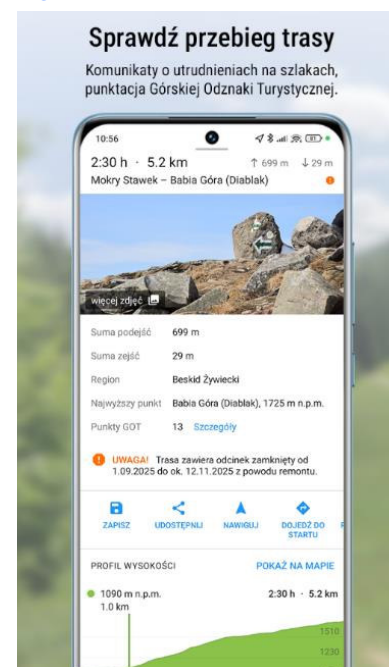 Sprawdź przebieg trasy
Komunikaty o utrudnieniach na szlakach,
punktacja Górskiej Odznaki Turystycznej.
10:56
2:30 h · 5.2 km ↑ 699 m ↓ 29 m
Mokry Stawek – Babia Góra (Diablak)
więcej zdjęć
Suma podejść 699 m
Suma zejść 29 m
Region Beskid Żywiecki
Najwyższy punkt Babia Góra (Diablak), 1725 m n.p.m.
Punkty GOT 13 Szczegóły
UWAGA! Trasa zawiera odcinek zamknięty od
1.09.2025 do ok. 12.11.2025 z powodu remontu.
ZAPISZ UDOSTĘPNIJ NAWIGUJ DOJEDŹ DO
START​U
PROFIL WYSOKOŚCI POKAŻ NA MAPIE
1090 m n.p.m. 2:30 h · 5.2 km
1.0 km
1510
1230